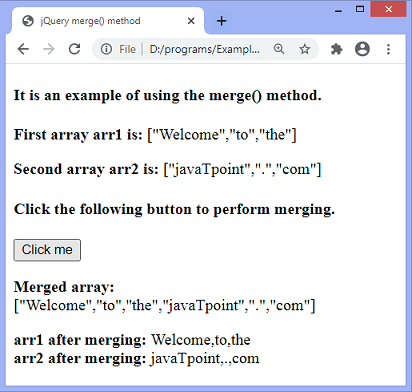 jQuery merge() method
File | D:/programs/Exampl...
It is an example of using the merge() method.
First array arr1 is: ["Welcome","to","the"]
Second array arr2 is: ["javaTpoint",".","com"]
Click the following button to perform merging.
Click me
Merged array:
["Welcome","to","the","javaTpoint",".","com"]
arr1 after merging: Welcome,to,the
arr2 after merging: javaTpoint,.,com